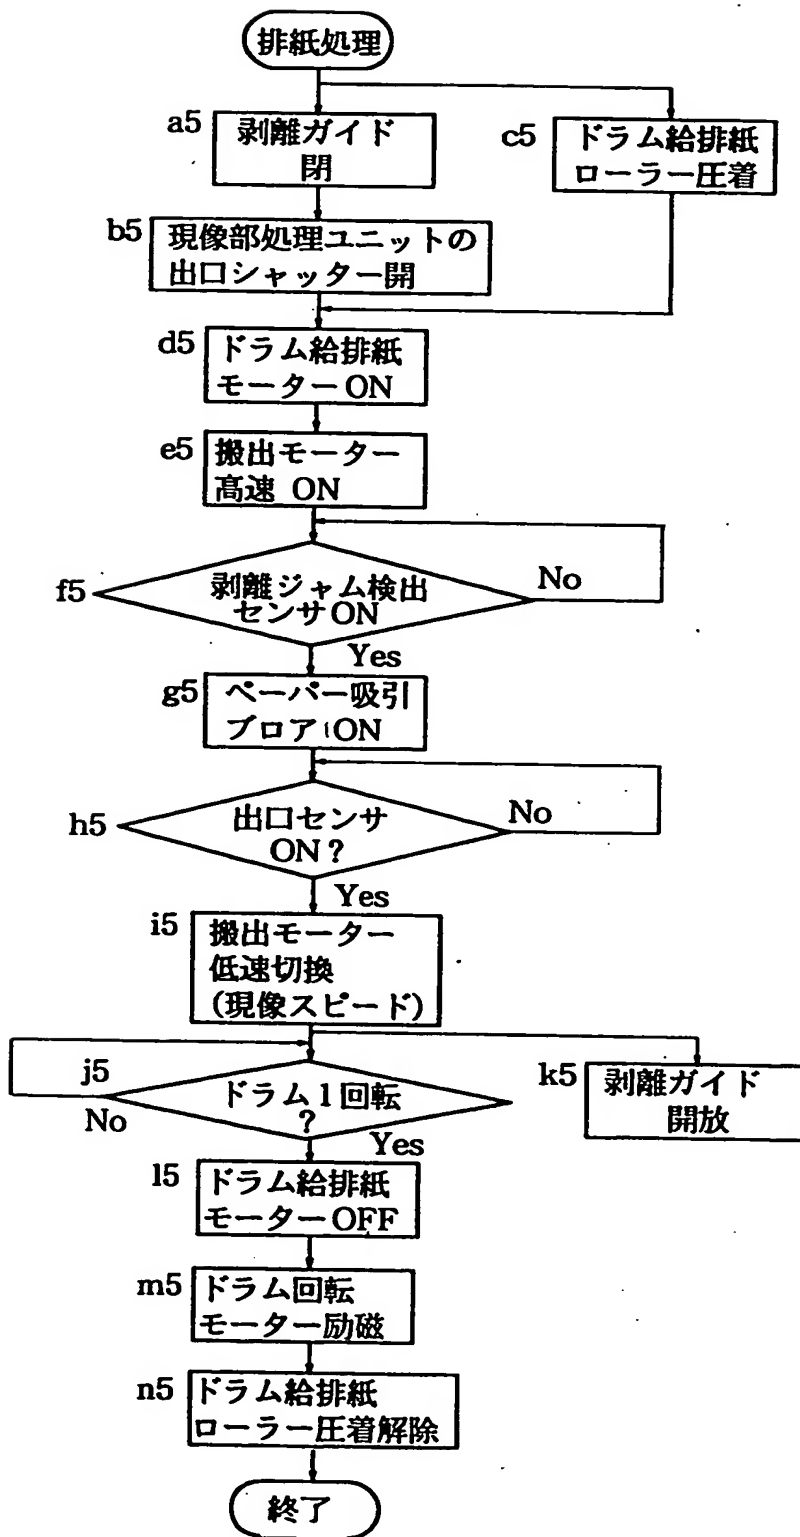 排紙処理
a5
剥離ガイド
閉
c5
ドラム給排紙
ローラー圧着
b5
現像部処理ユニットの
出口シャッター開
d5
ドラム給排紙
モーターON
e5
搬出モーター
高速 ON
f5
剥離ジャム検出
センサON
No
Yes
g5
ペーパー吸引
ブロアON
h5
出口センサ
ON？
No
Yes
i5
搬出モーター
低速切換
(現像スピード)
j5
ドラム1回転
？
No
Yes
k5
剥離ガイド
開放
l5
ドラム給排紙
モーターOFF
m5
ドラム回転
モーター励磁
n5
ドラム給排紙
ローラー圧着解除
終了